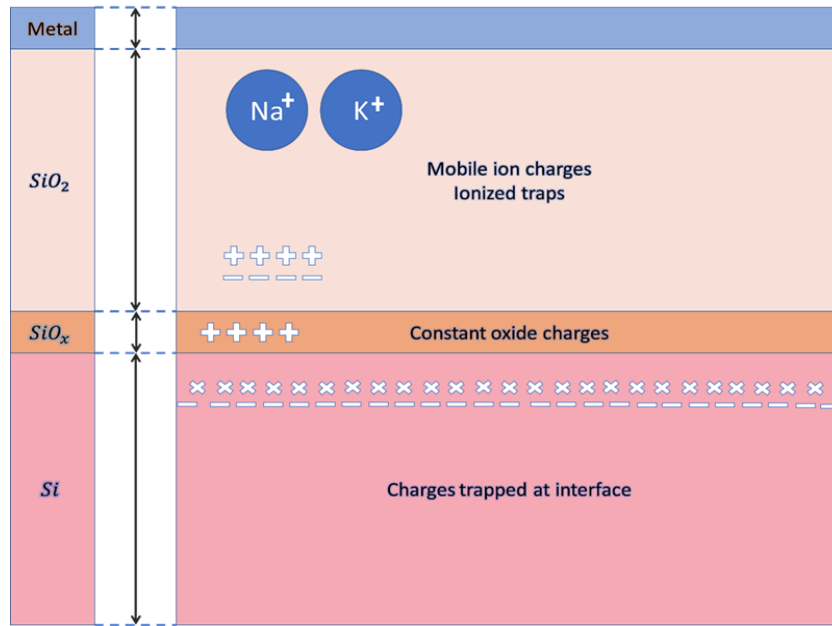 Metal
Na+
K+
SiO2
Mobile ion charges
Ionized traps
SiOx
Constant oxide charges
Si
Charges trapped at interface